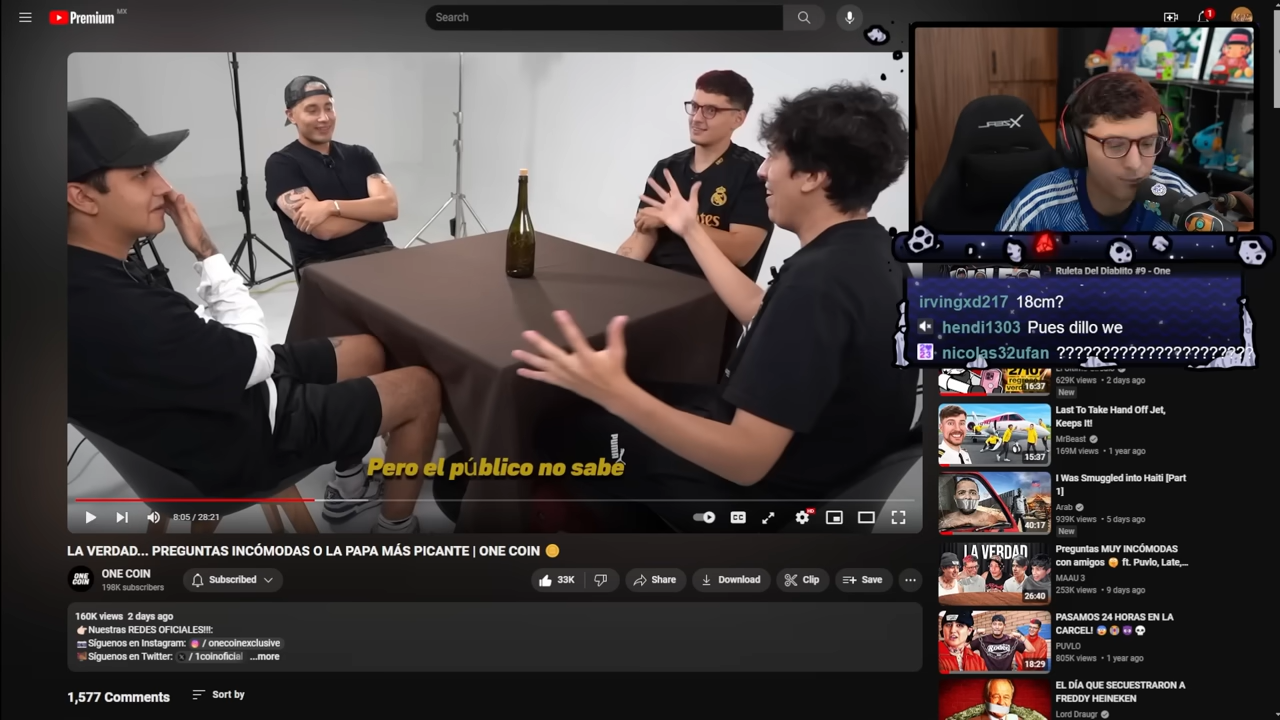 Premium MX
Search
1
Pero el público no sabe
8:05 / 28:21
CC
HD
LA VERDAD... PREGUNTAS INCÓMODAS O LA PAPA MÁS PICANTE | ONE COIN
ONE COIN
ONE COIN
198K subscribers
Subscribed
33K
Share
Download
Clip
Save
160K views 2 days ago
Nuestras REDES OFICIALES!!!:
Síguenos en Instagram: / onecoinexclusive
Síguenos en Twitter: / 1coinoficial ...more
1,577 Comments
Sort by
Ruleta Del Diablito #9 - One
irvingxd217 18cm?
hendi1303 Pues dillo we
nicolas32ufan ??????????????????????
629K views • 2 days ago
New
16:37
Last To Take Hand Off Jet,
Keeps It!
MrBeast
169M views • 1 year ago
15:37
I Was Smuggled into Haiti [Part
1]
Arab
939K views • 5 days ago
New
40:17
LA VERDAD
Preguntas MUY INCÓMODAS
con amigos ft. Puvlo, Late,...
MAAU 3
253K views • 9 days ago
26:40
PASAMOS 24 HORAS EN LA
CARCEL!
PUVLO
805K views • 1 year ago
18:29
EL DÍA QUE SECUESTRARON A
FREDDY HEINEKEN
Lord Draugr